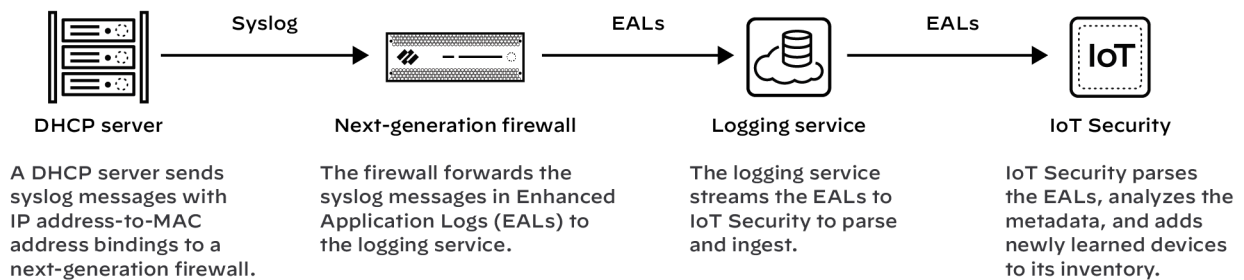 Syslog
EALs
EALs
IoT
DHCP server
Next-generation firewall
Logging service
IoT Security
A DHCP server sends
syslog messages with
IP address-to-MAC
address bindings to a
next-generation firewall.
The firewall forwards the
syslog messages in Enhanced
Application Logs (EALs) to
the logging service.
The logging service
streams the EALs to
IoT Security to parse
and ingest.
IoT Security parses
the EALs, analyzes the
metadata, and adds
newly learned devices
to its inventory.